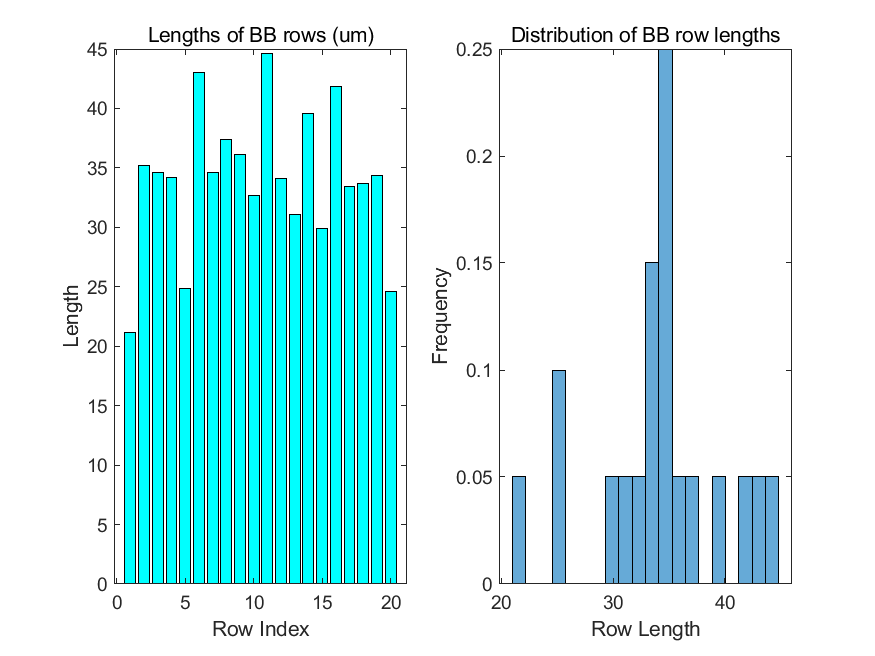 Lengths of BB rows (um)
45
40
35
30
25
20
15
10
5
0
Length
0 5 10 15 20
Row Index
Distribution of BB row lengths
0.25
0.2
0.15
0.1
0.05
0
Frequency
20 30 40
Row Length